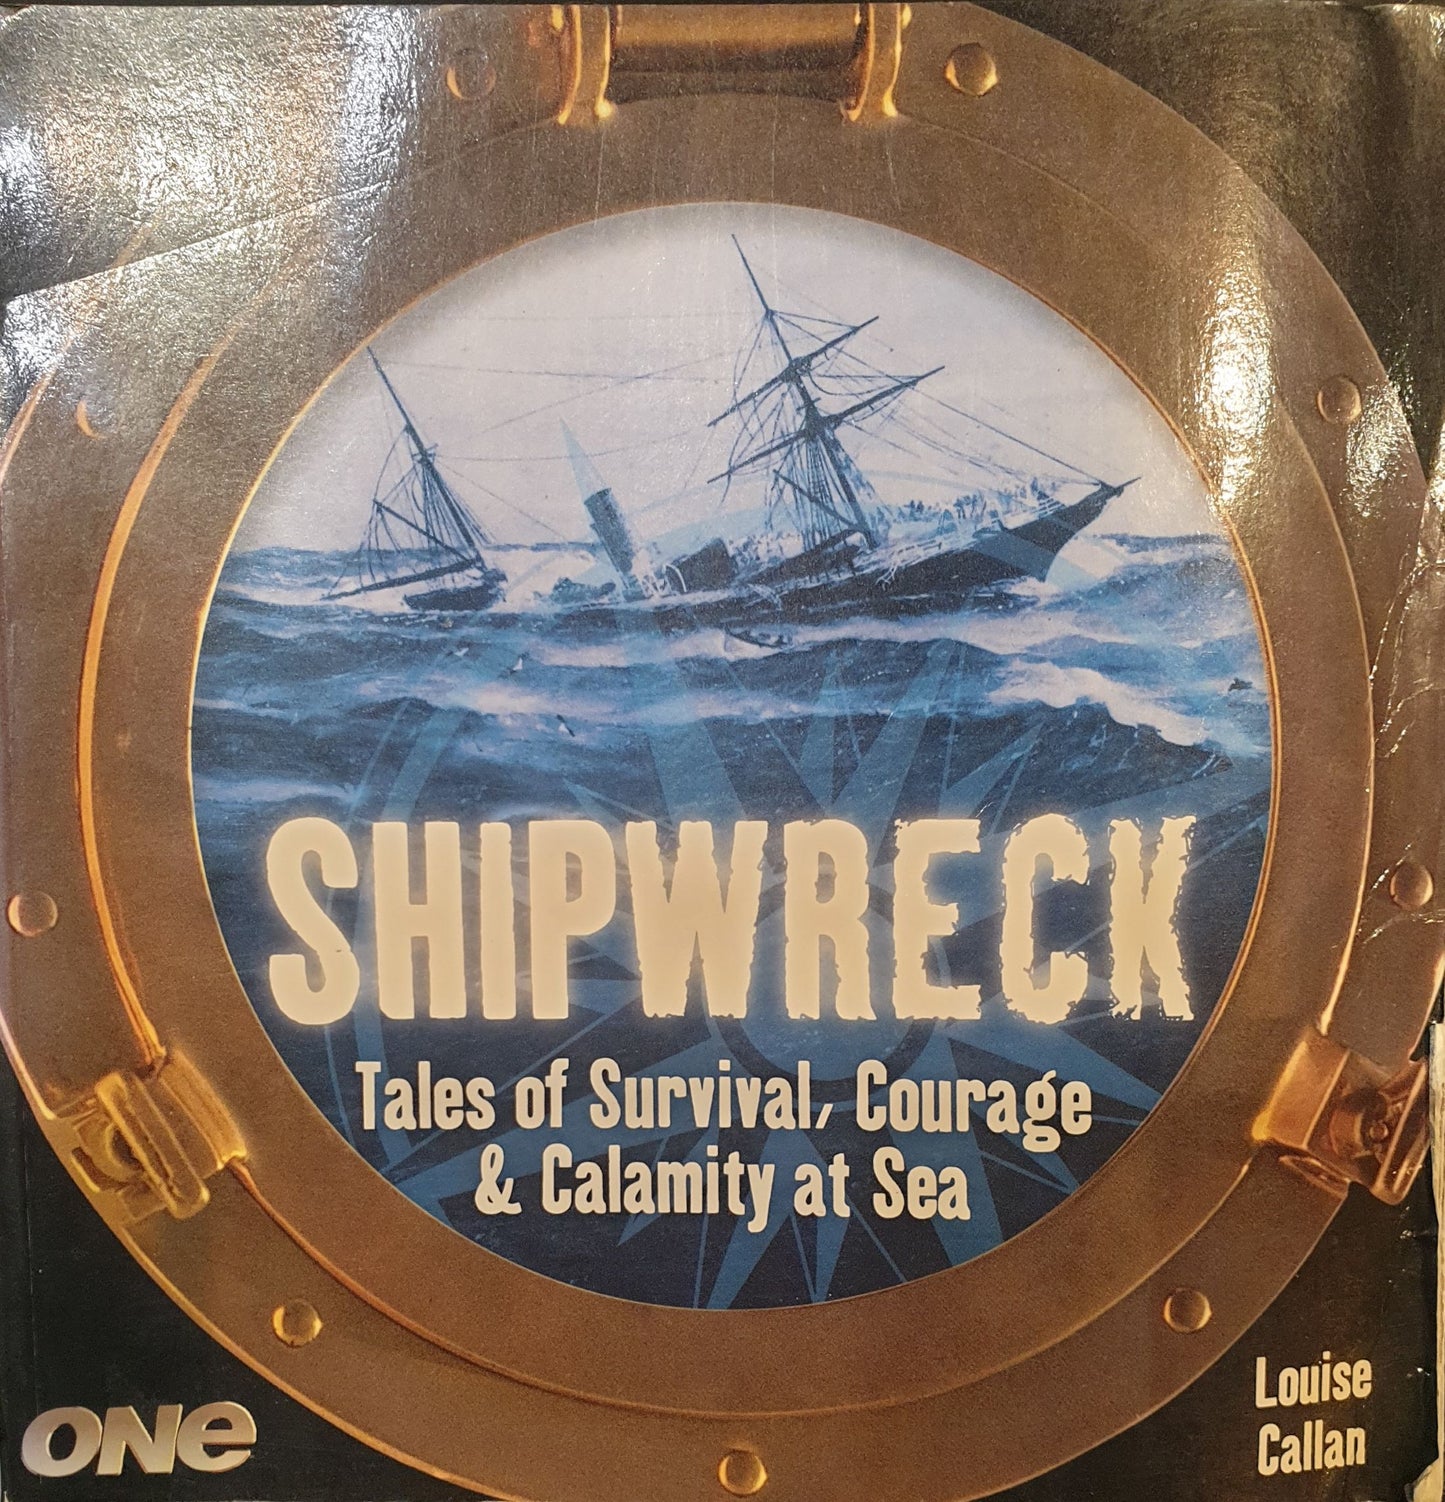 SHIPWRECK
Tales of Survival, Courage
& Calamity at Sea
Louise
Callan
ONe